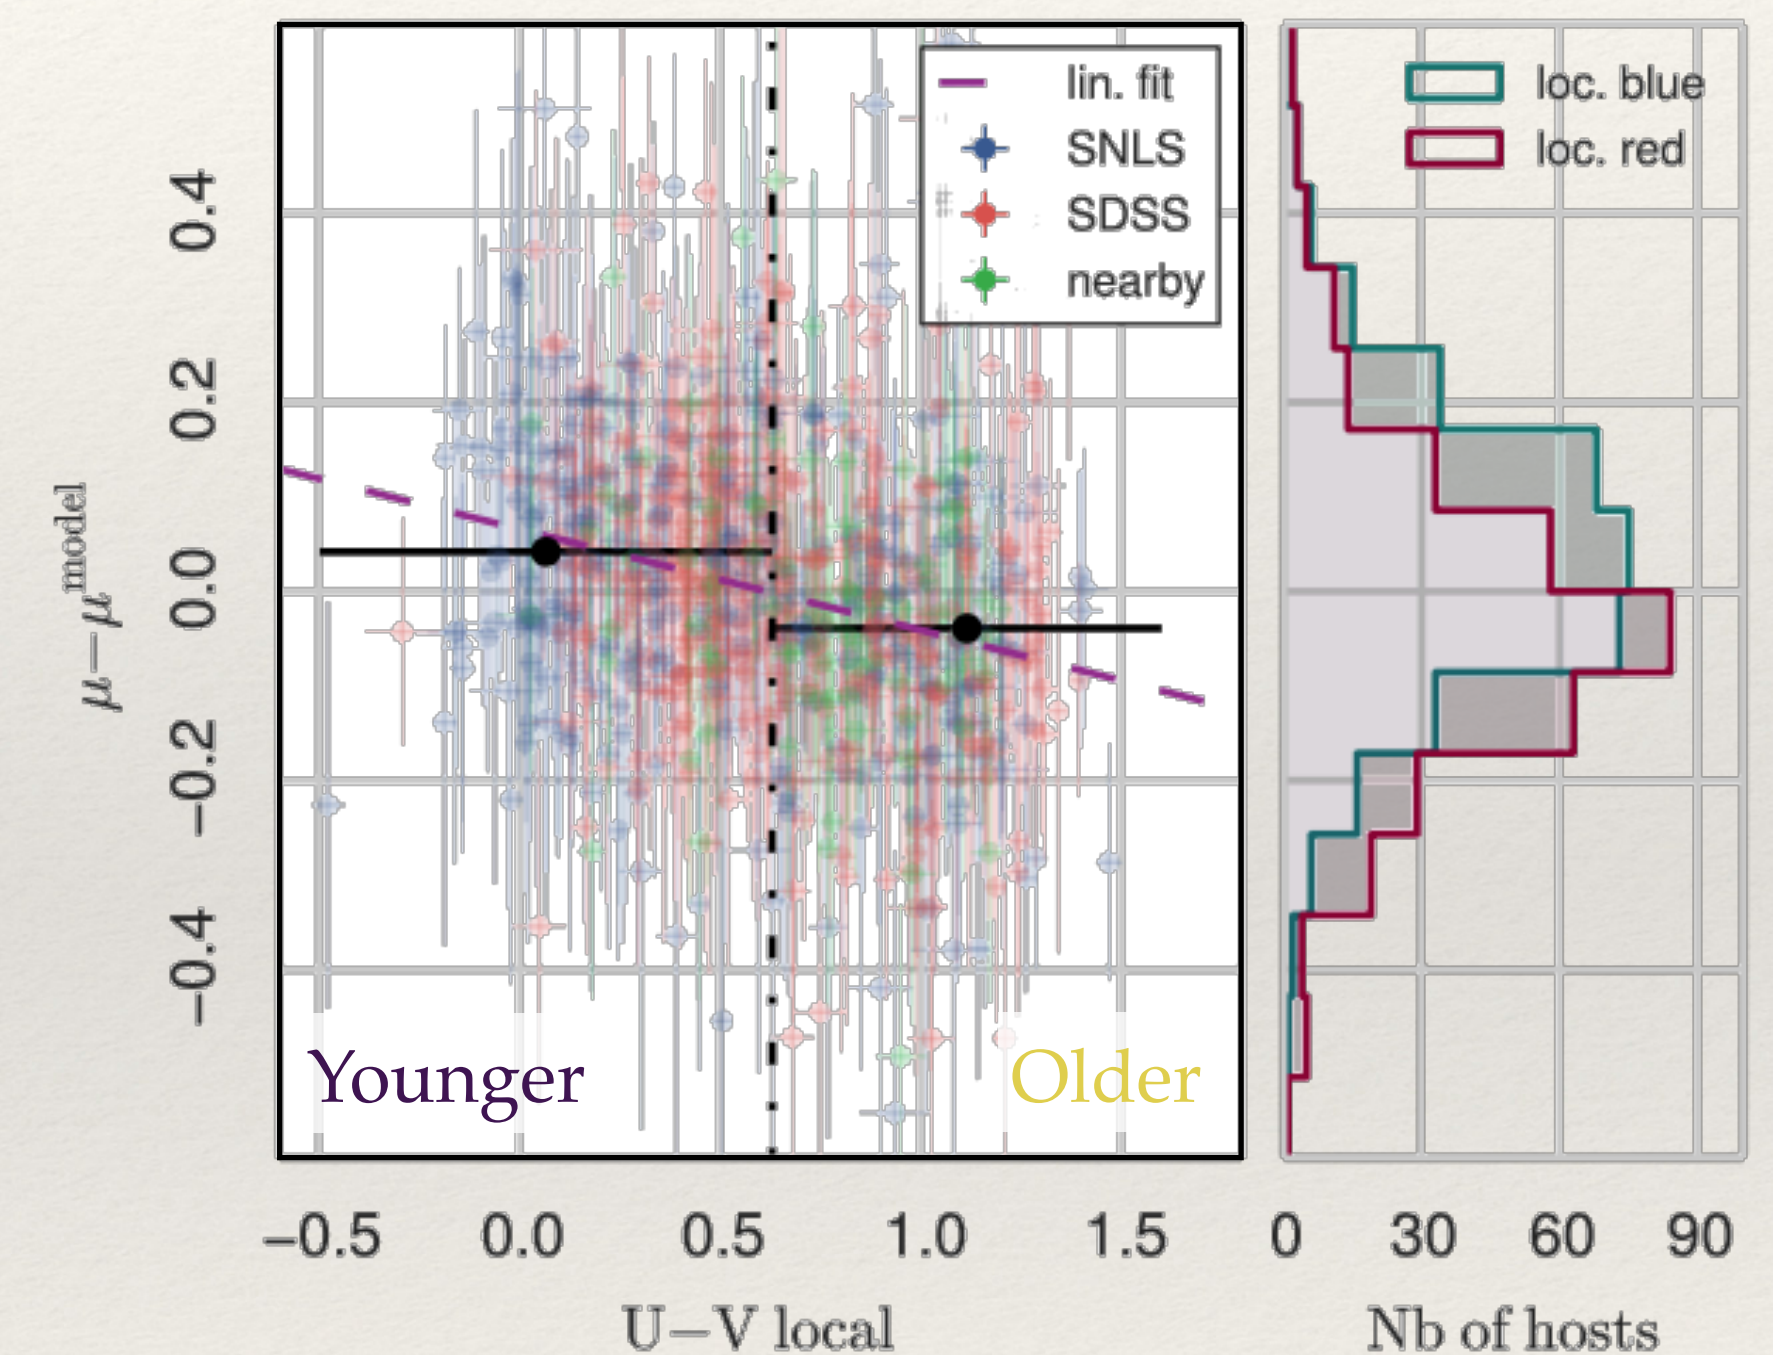 lin. fit
SNLS
SDSS
nearby
loc. blue
loc. red
0.4
0.2
0.0
−0.2
−0.4
μ−μ^model
Younger
Older
−0.5 0.0 0.5 1.0 1.5
0 30 60 90
U−V local
Nb of hosts